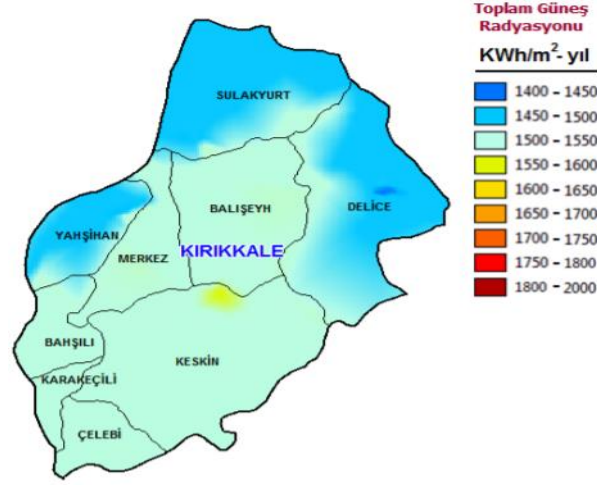 Toplam Güneş
Radyasyonu
KWh/m²- yıl
1400 - 1450
1450 - 1500
1500 - 1550
1550 - 1600
1600 - 1650
1650 - 1700
1700 - 1750
1750 - 1800
1800 - 2000
SULAKYURT
BALIŞEYH
DELİCE
YAHŞİHAN
MERKEZ
KIRIKKALE
BAHŞILI
KESKİN
KARAKEÇİLİ
ÇELEBİ